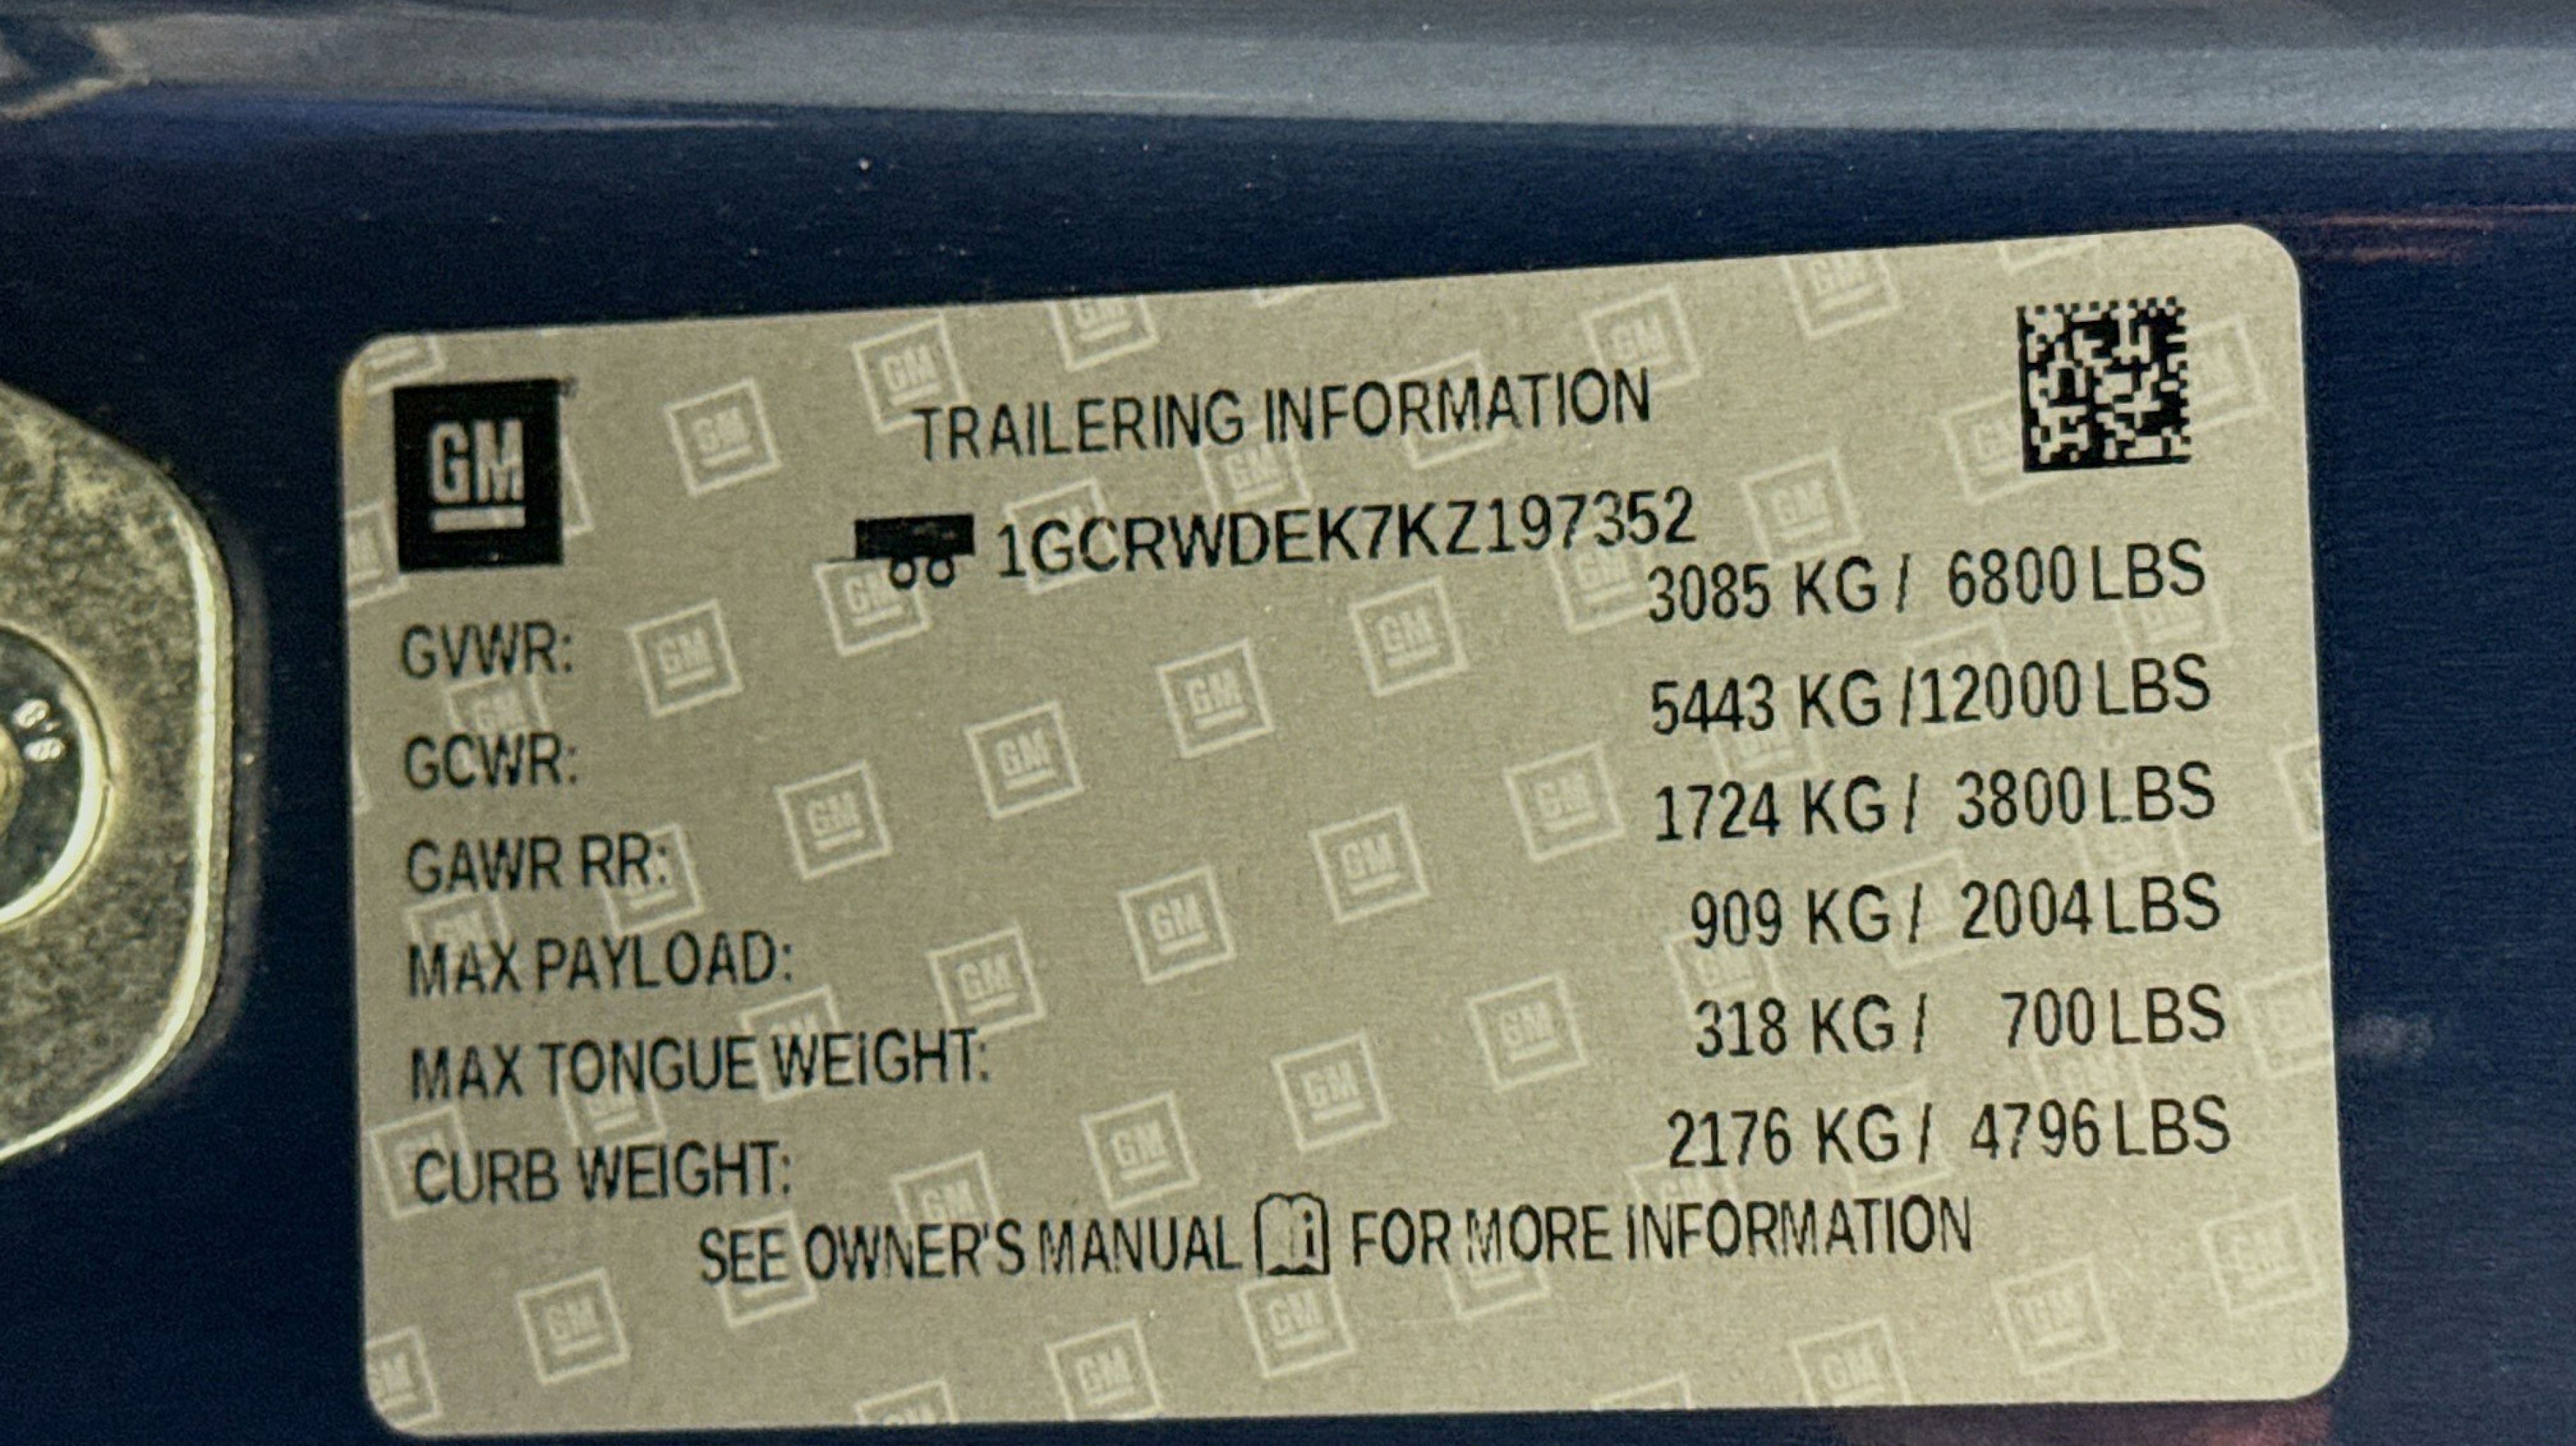 GM
TRAILERING INFORMATION
1GCRWDEK7KZ197352
GVWR: 3085 KG / 6800 LBS
GCWR: 5443 KG /12000 LBS
GAWR RR: 1724 KG / 3800 LBS
MAX PAYLOAD: 909 KG / 2004 LBS
MAX TONGUE WEIGHT: 318 KG / 700 LBS
CURB WEIGHT: 2176 KG / 4796 LBS
SEE OWNER'S MANUAL i FOR MORE INFORMATION